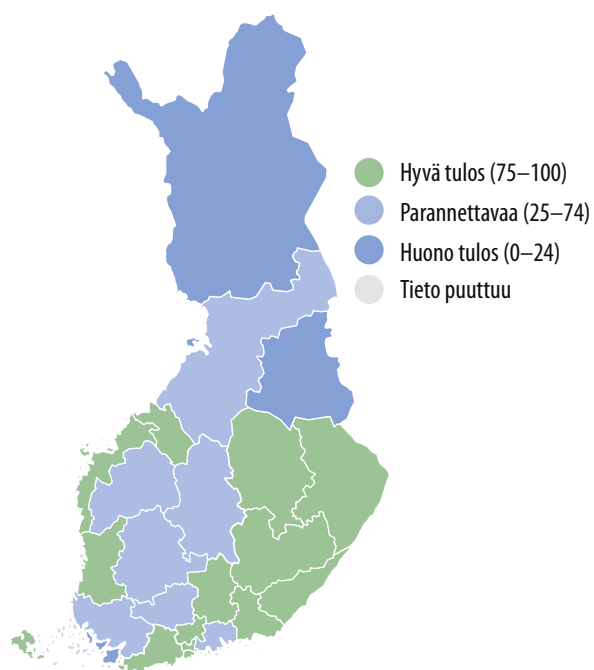 Hyvä tulos (75–100)
Parannettavaa (25–74)
Huono tulos (0–24)
Tieto puuttuu